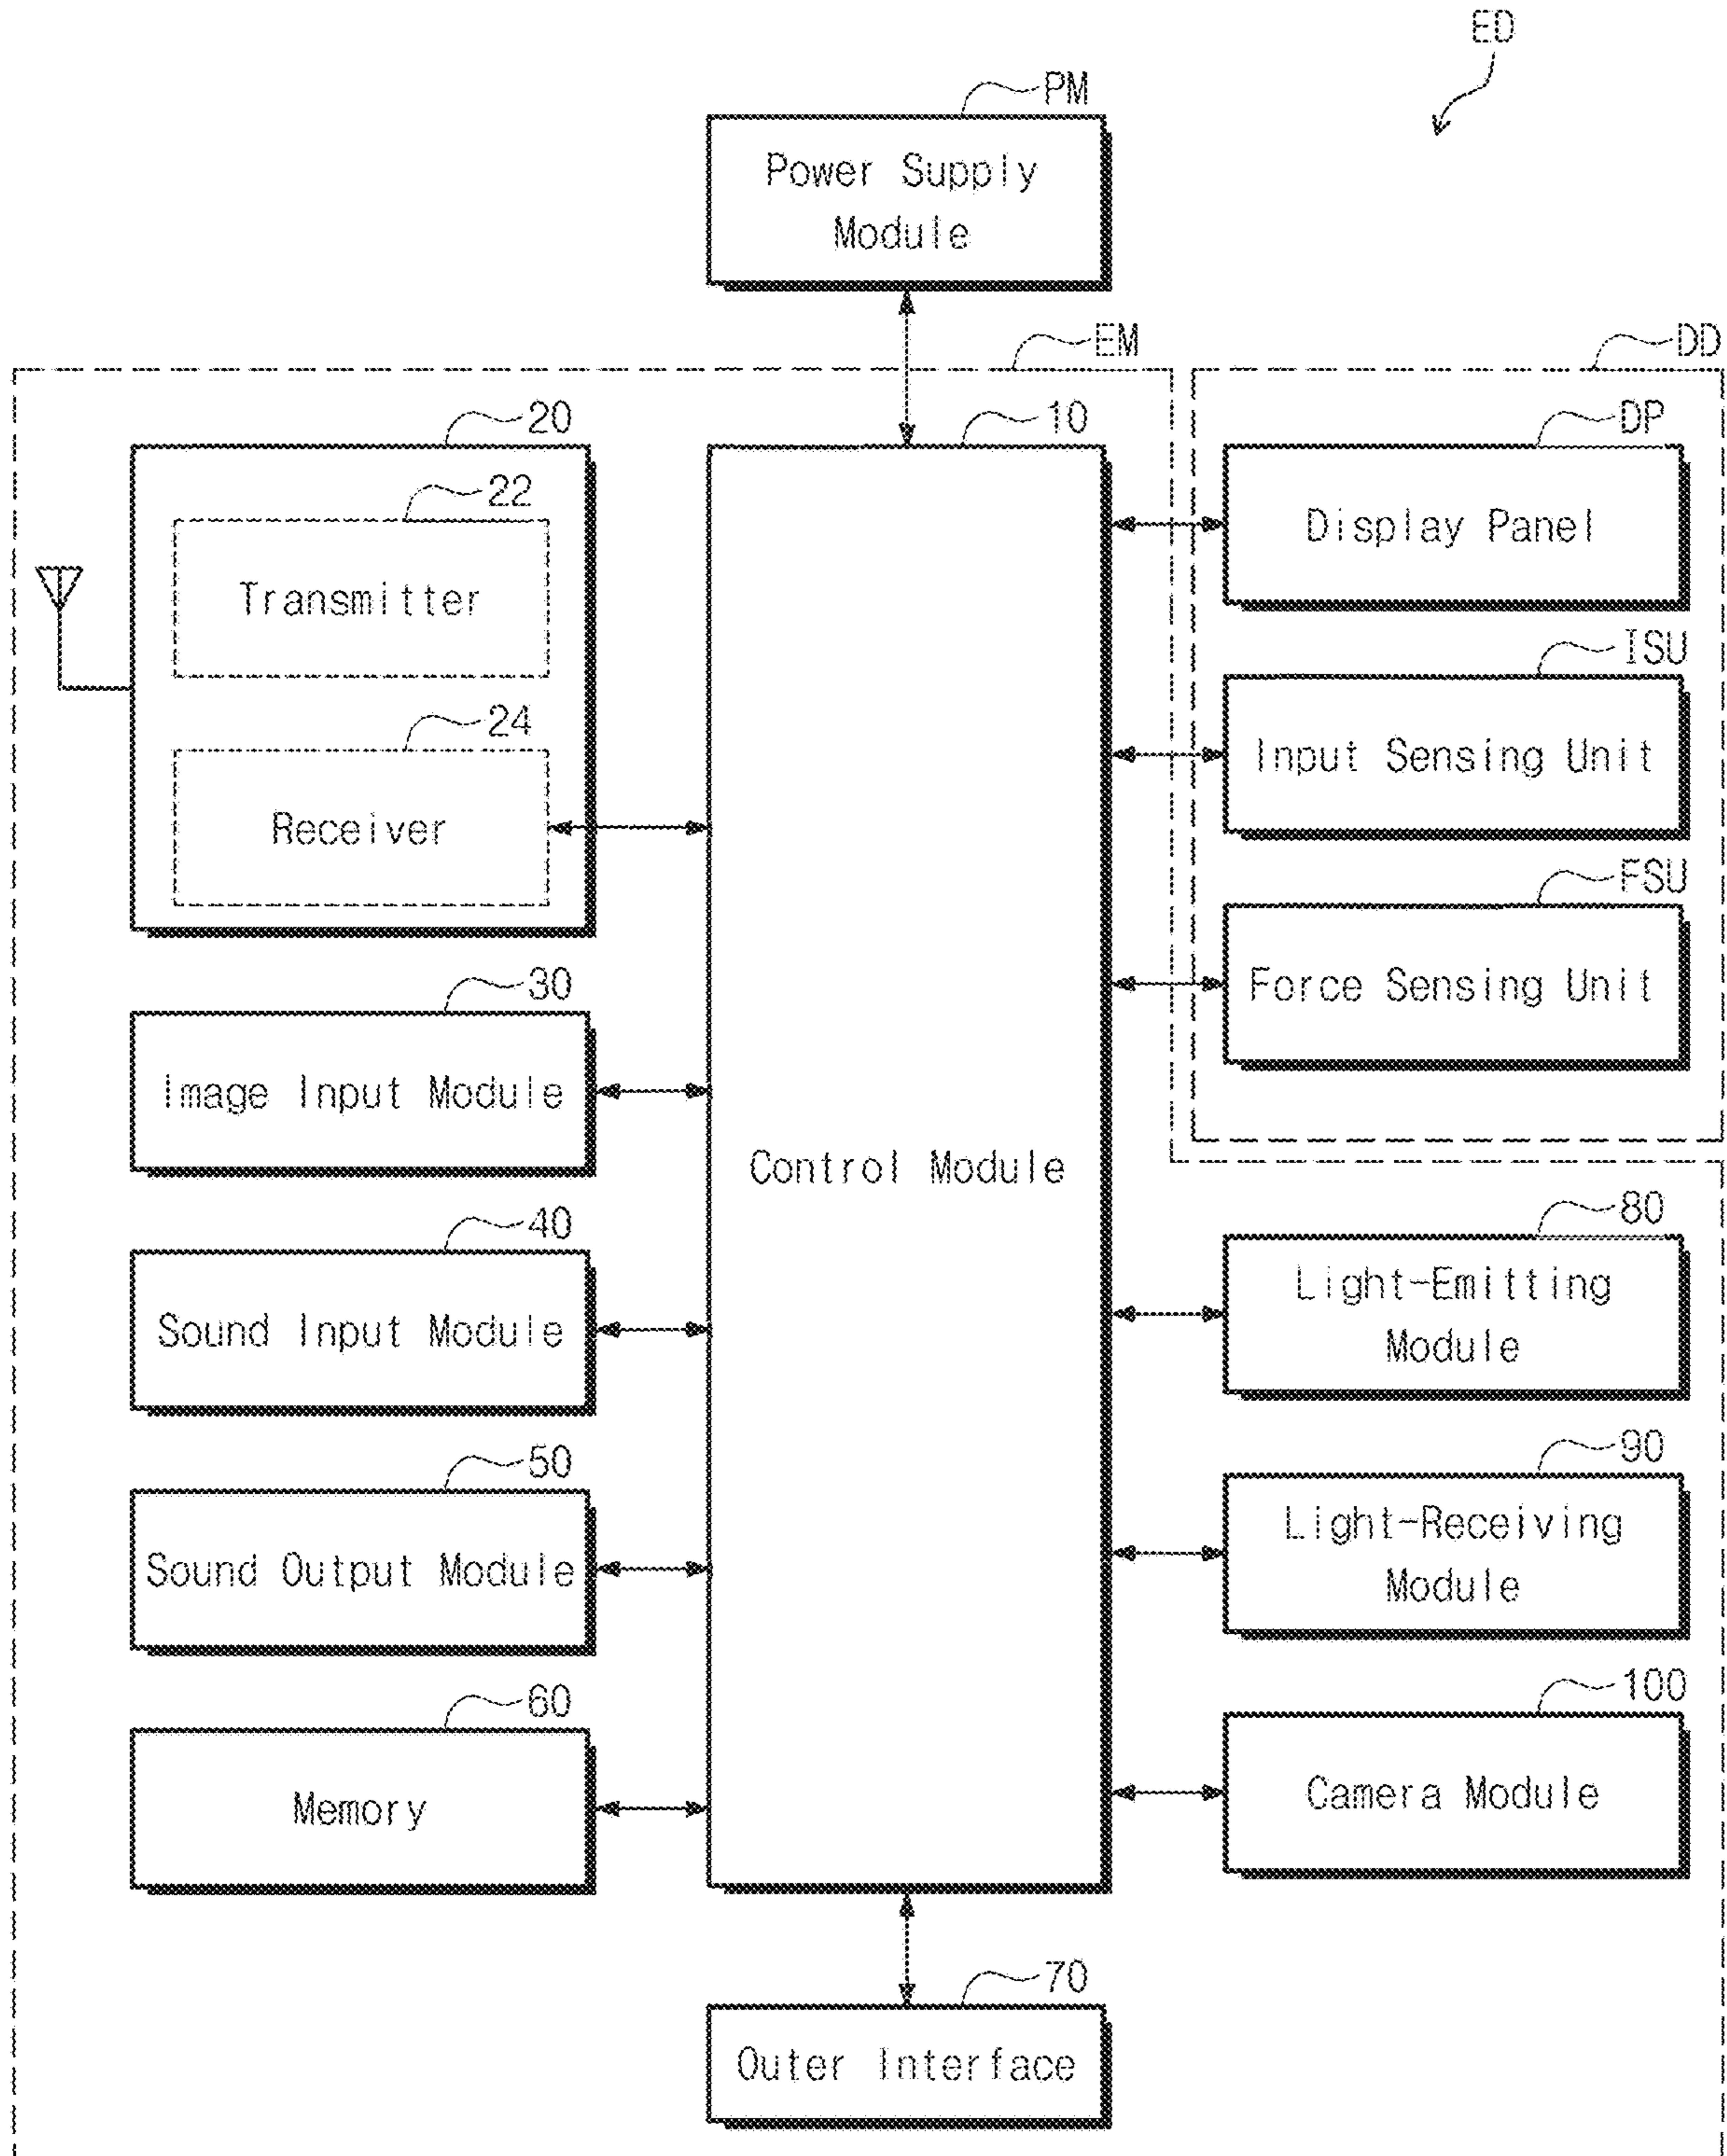 ED
PM
Power Supply
Module
EM
DD
20
10
DP
22
Display Panel
Transmitter
ISU
24
Input Sensing Unit
Receiver
FSU
Force Sensing Unit
30
Image Input Module
Control Module
80
40
Light-Emitting
Module
Sound Input Module
90
50
Light-Receiving
Module
Sound Output Module
100
60
Camera Module
Memory
70
Outer Interface